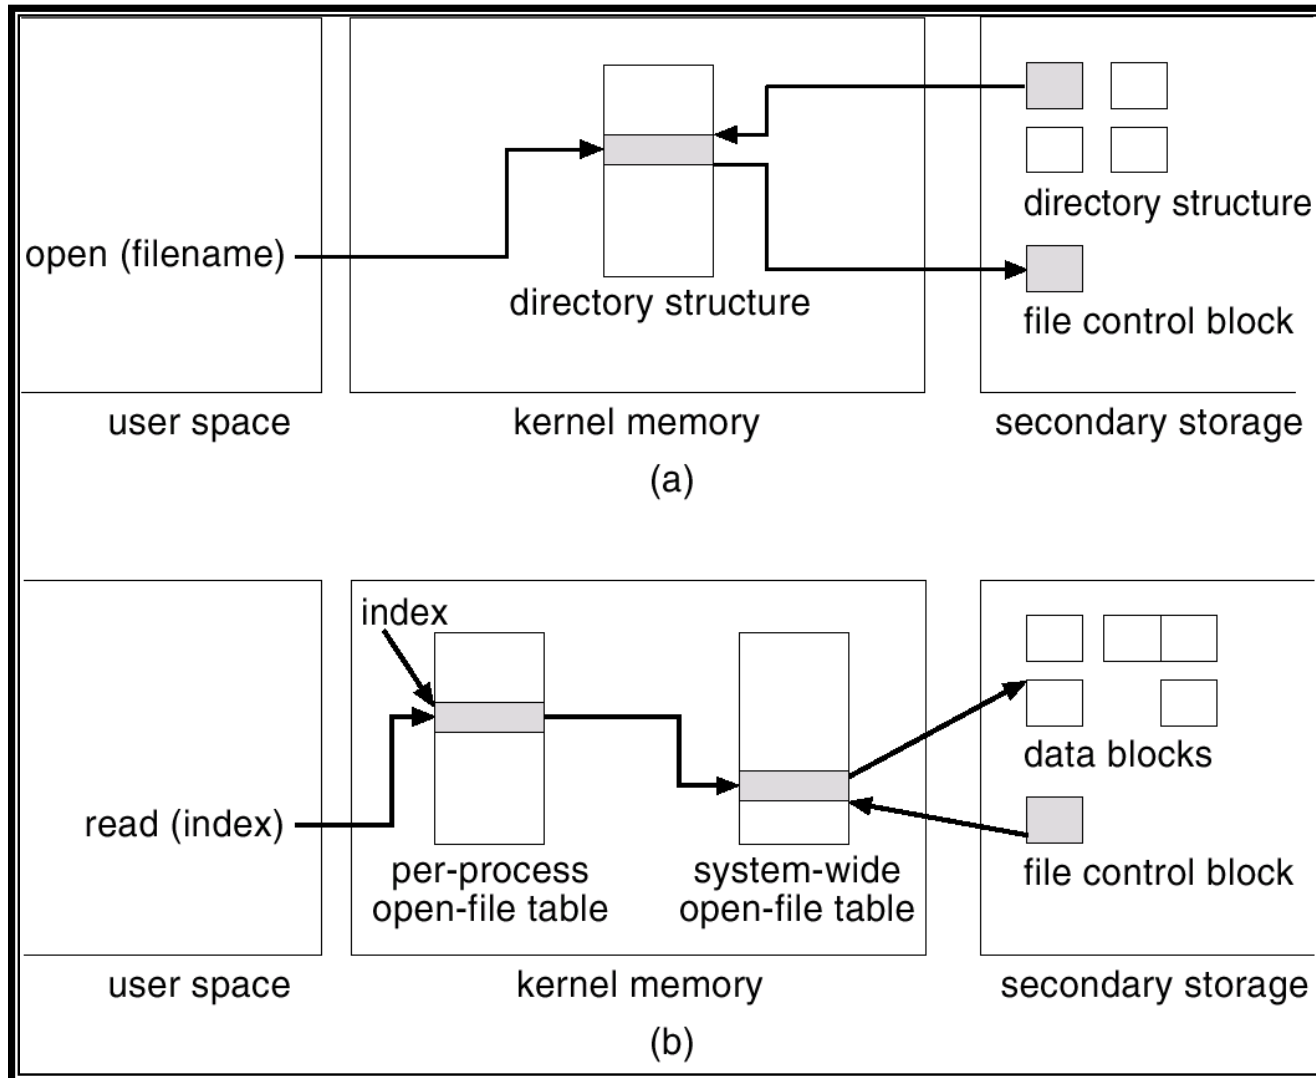 directory structure
open (filename)
directory structure
file control block
user space
kernel memory
secondary storage
(a)
index
data blocks
read (index)
per-process
open-file table
system-wide
open-file table
file control block
user space
kernel memory
secondary storage
(b)